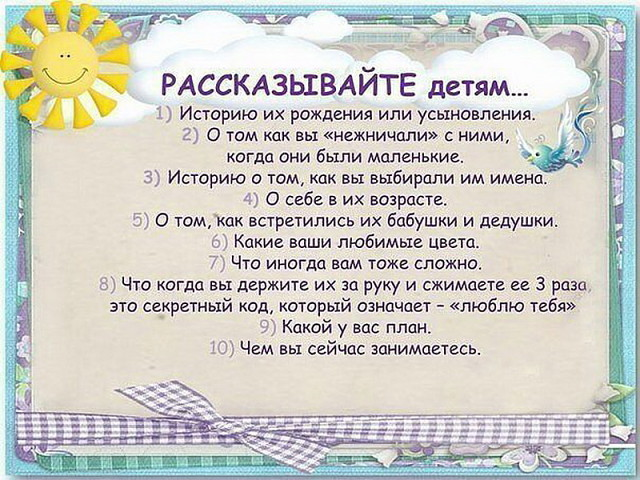 РАССКАЗЫВАЙТЕ детям...
1) Историю их рождения или усыновления.
2) О том как вы «нежничали» с ними,
когда они были маленькие.
3) Историю о том, как вы выбирали им имена.
4) О себе в их возрасте.
5) О том, как встретились их бабушки и дедушки.
6) Какие ваши любимые цвета.
7) Что иногда вам тоже сложно.
8) Что когда вы держите их за руку и сжимаете ее 3 раза,
это секретный код, который означает – «люблю тебя»
9) Какой у вас план.
10) Чем вы сейчас занимаетесь.